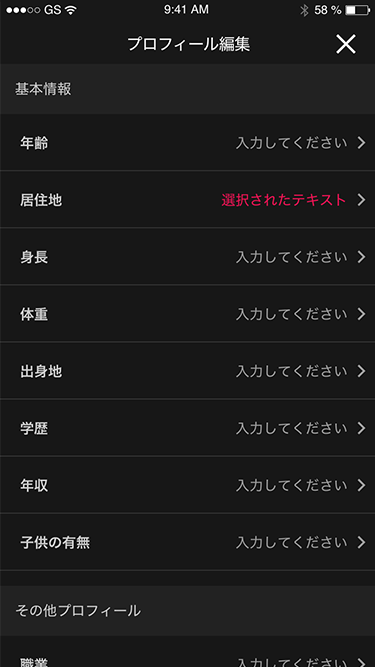 GS 9:41 AM 58 %
プロフィール編集
基本情報
年齢 入力してください
居住地 選択されたテキスト
身長 入力してください
体重 入力してください
出身地 入力してください
学歴 入力してください
年収 入力してください
子供の有無 入力してください
その他プロフィール
職業 入力してください